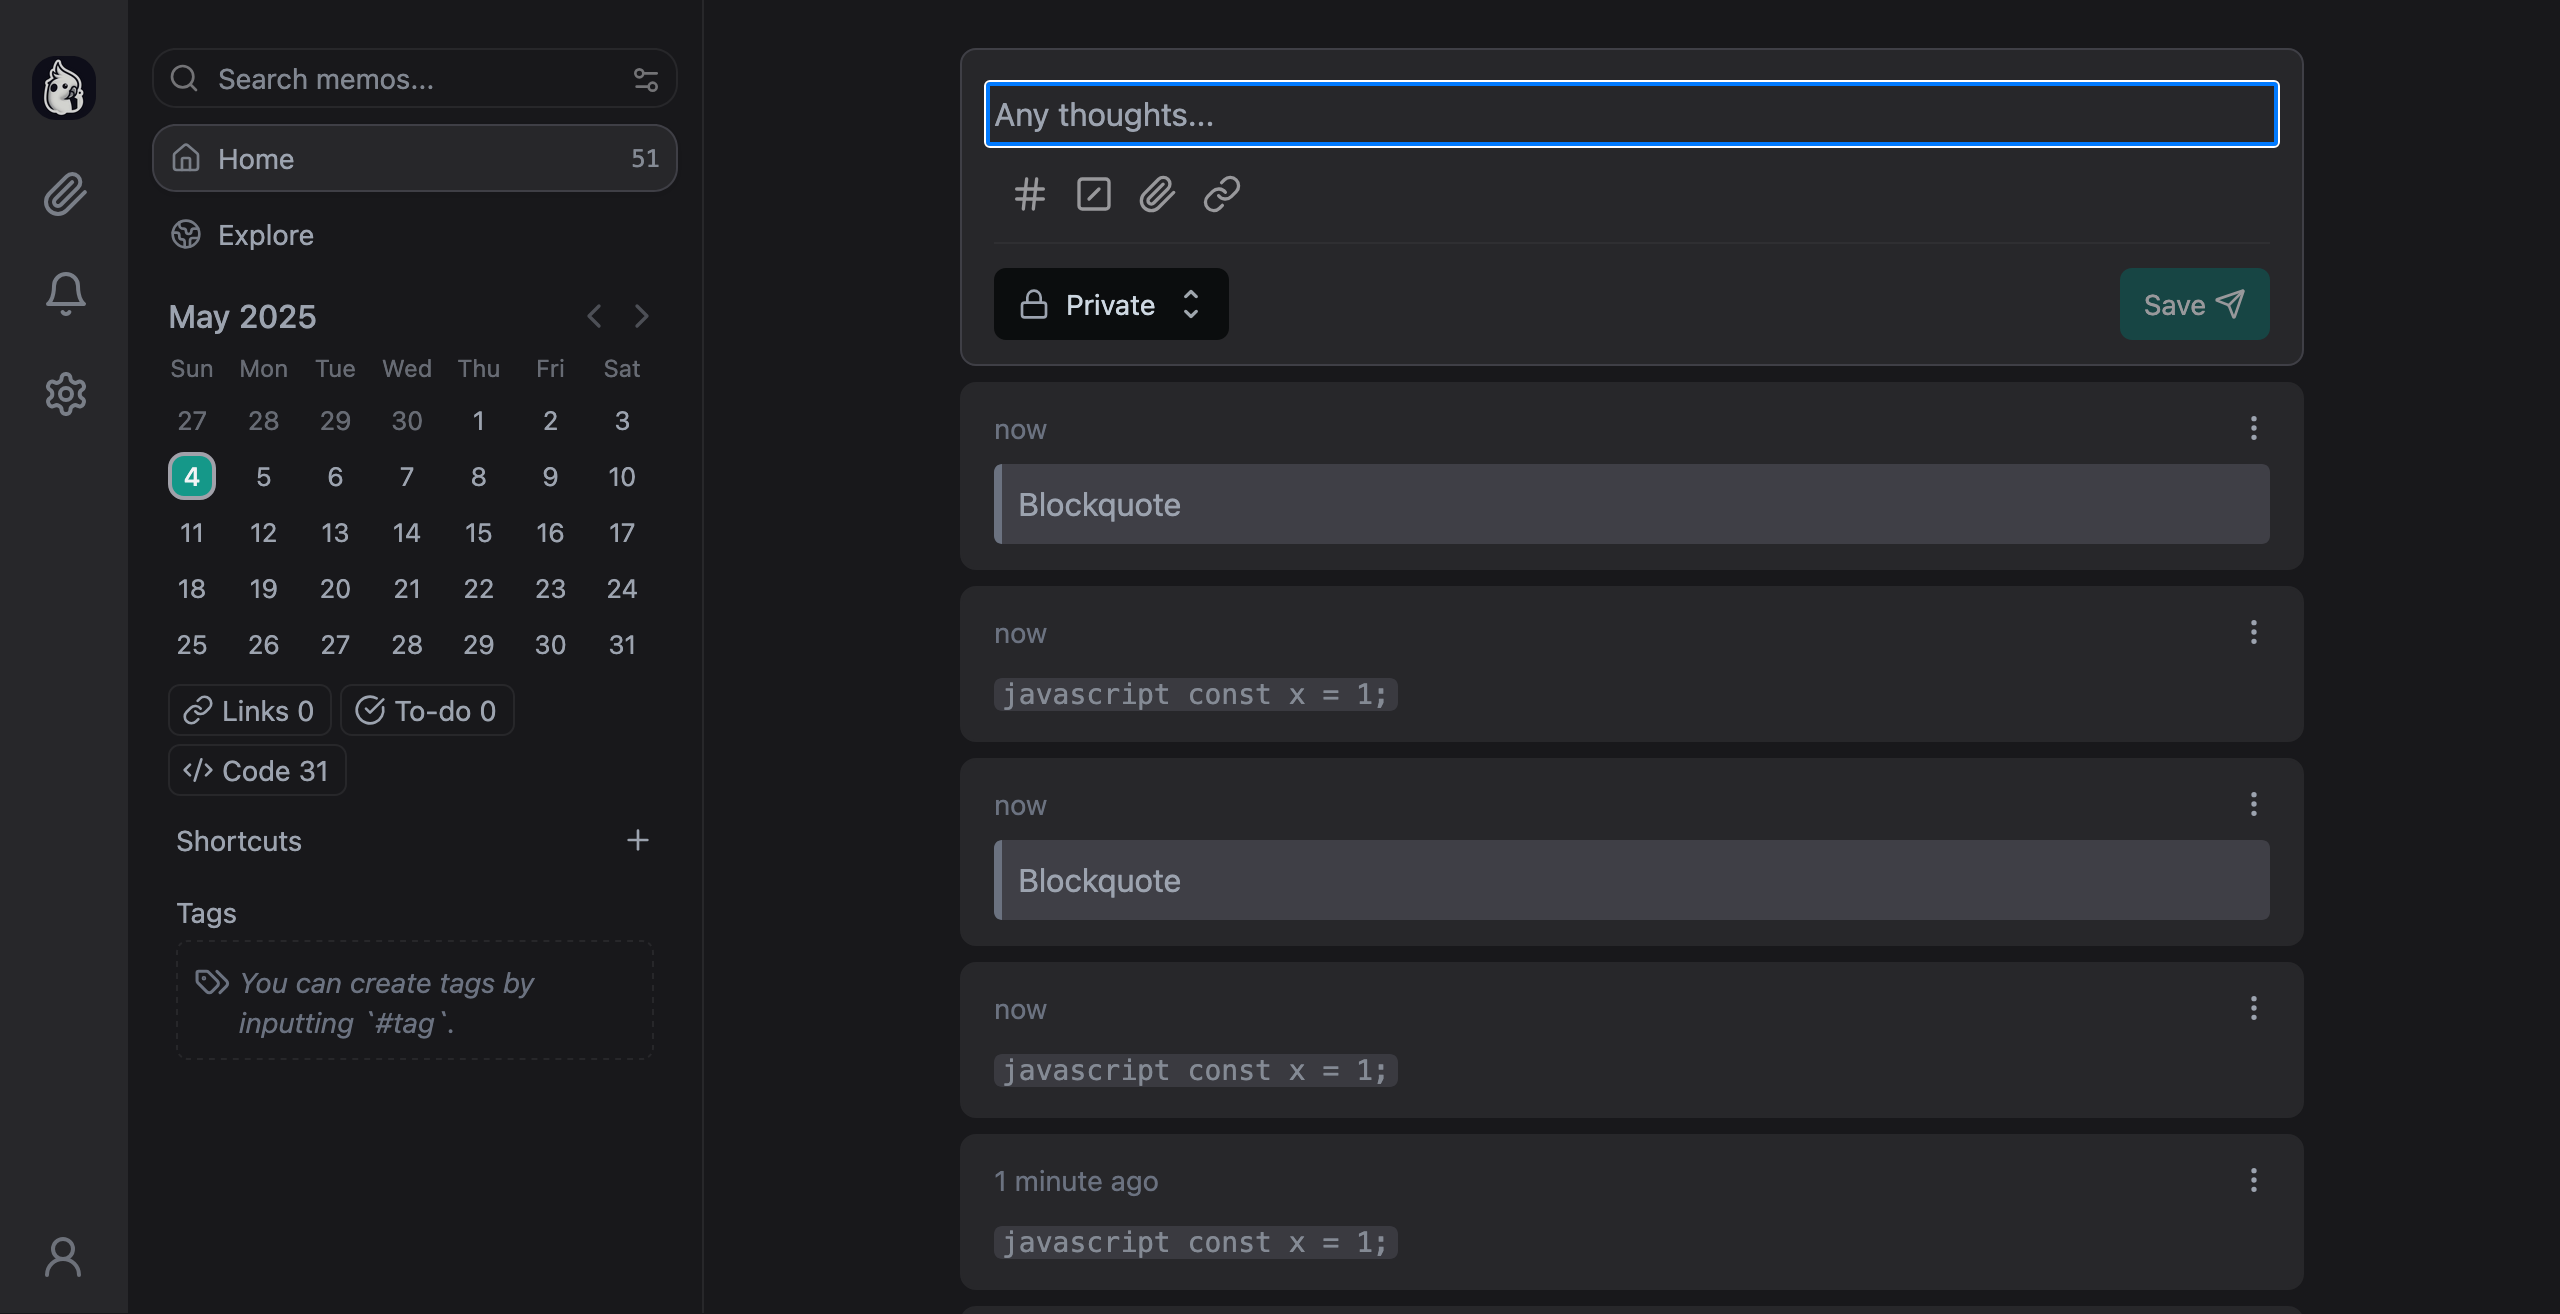 Search memos...
Home 51
Explore
May 2025
Sun Mon Tue Wed Thu Fri Sat
27 28 29 30 1 2 3
4 5 6 7 8 9 10
11 12 13 14 15 16 17
18 19 20 21 22 23 24
25 26 27 28 29 30 31
Links 0 To-do 0
Code 31
Shortcuts
Tags
You can create tags by
inputting `#tag`.
Any thoughts...
Private Save
now
Blockquote
now
javascript const x = 1;
now
Blockquote
now
javascript const x = 1;
1 minute ago
javascript const x = 1;